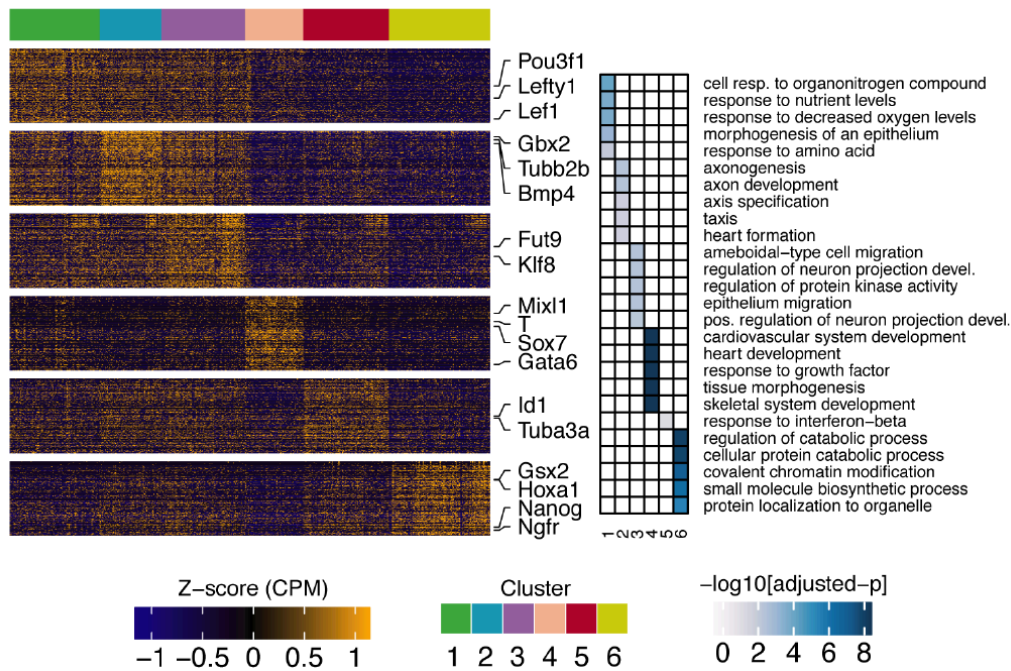 Pou3f1
Lefty1
Lef1
Gbx2
Tubb2b
Bmp4
Fut9
Klf8
Mixl1
T
Sox7
Gata6
Id1
Tuba3a
Gsx2
Hoxa1
Nanog
Ngfr
cell resp. to organonitrogen compound
response to nutrient levels
response to decreased oxygen levels
morphogenesis of an epithelium
response to amino acid
axonogenesis
axon development
axis specification
taxis
heart formation
ameboidal−type cell migration
regulation of neuron projection devel.
regulation of protein kinase activity
epithelium migration
pos. regulation of neuron projection devel.
cardiovascular system development
heart development
response to growth factor
tissue morphogenesis
skeletal system development
response to interferon−beta
regulation of catabolic process
cellular protein catabolic process
covalent chromatin modification
small molecule biosynthetic process
protein localization to organelle
1 2 3 4 5 6
Z−score (CPM)
−1 −0.5 0 0.5 1
Cluster
1 2 3 4 5 6
−log10[adjusted−p]
0 2 4 6 8